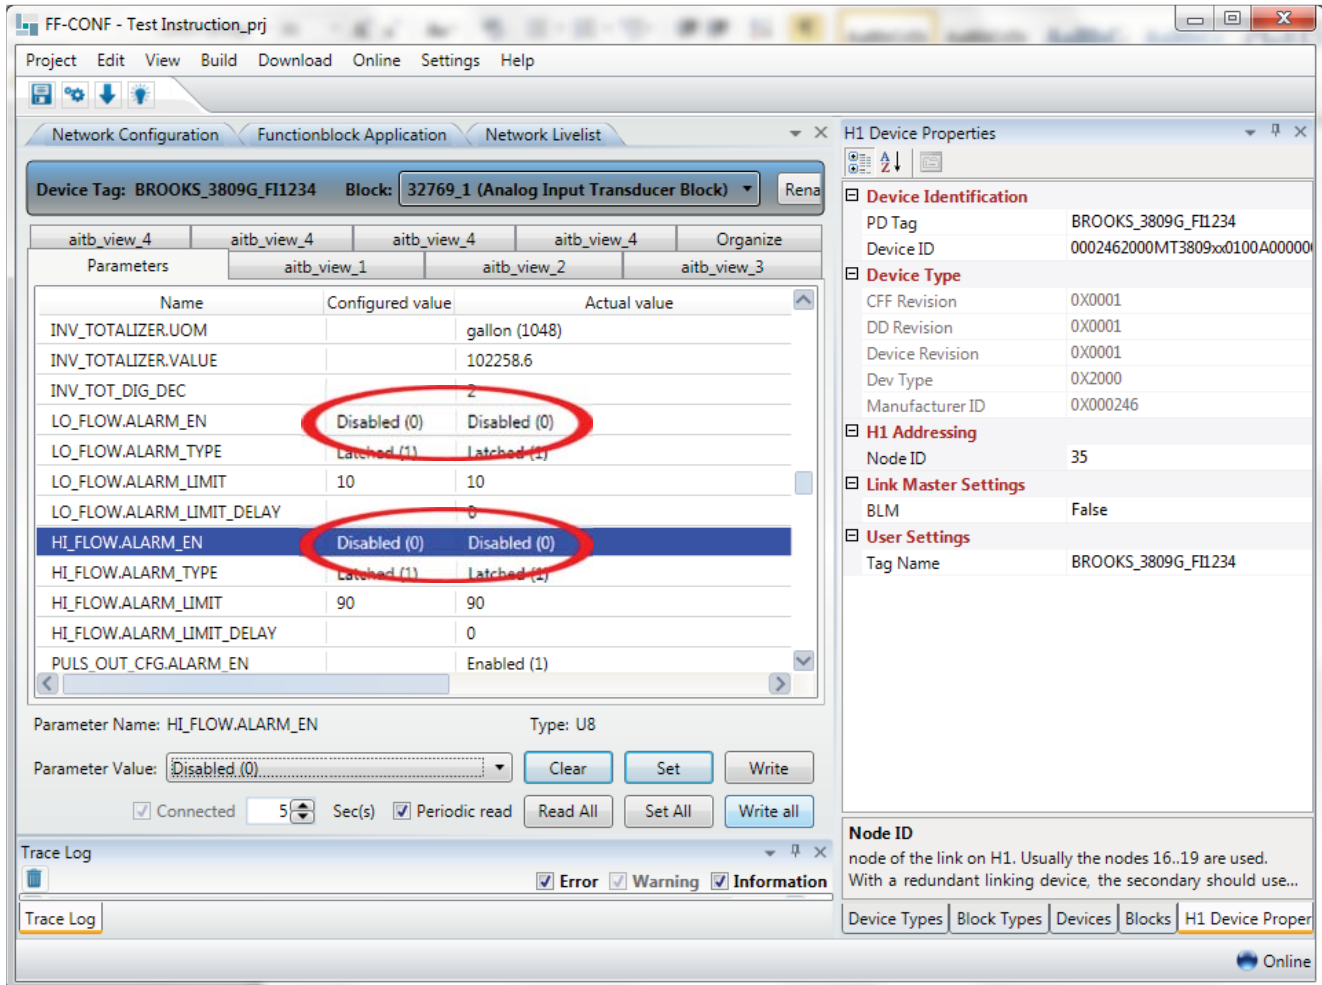 FF-CONF - Test Instruction_prj
Project Edit View Build Download Online Settings Help
Network Configuration Functionblock Application Network Livelist
Device Tag: BROOKS_3809G_FI1234 Block: 32769_1 (Analog Input Transducer Block) Rena
aitb_view_4 aitb_view_4 aitb_view_4 aitb_view_4 Organize
Parameters aitb_view_1 aitb_view_2 aitb_view_3
Name Configured value Actual value
INV_TOTALIZER.UOM gallon (1048)
INV_TOTALIZER.VALUE 102258.6
INV_TOT_DIG_DEC 2
LO_FLOW.ALARM_EN Disabled (0) Disabled (0)
LO_FLOW.ALARM_TYPE Latched (1) Latched (1)
LO_FLOW.ALARM_LIMIT 10 10
LO_FLOW.ALARM_LIMIT_DELAY 0
HI_FLOW.ALARM_EN Disabled (0) Disabled (0)
HI_FLOW.ALARM_TYPE Latched (1) Latched (1)
HI_FLOW.ALARM_LIMIT 90 90
HI_FLOW.ALARM_LIMIT_DELAY 0
PULS_OUT_CFG.ALARM_EN Enabled (1)
Parameter Name: HI_FLOW.ALARM_EN Type: U8
Parameter Value: Disabled (0) Clear Set Write
Connected 5 Sec(s) Periodic read Read All Set All Write all
Trace Log
Error Warning Information
Trace Log
H1 Device Properties
Device Identification
PD Tag BROOKS_3809G_FI1234
Device ID 0002462000MT3809xx0100A000000
Device Type
CFF Revision 0X0001
DD Revision 0X0001
Device Revision 0X0001
Dev Type 0X2000
Manufacturer ID 0X000246
H1 Addressing
Node ID 35
Link Master Settings
BLM False
User Settings
Tag Name BROOKS_3809G_FI1234
Node ID
node of the link on H1. Usually the nodes 16..19 are used.
With a redundant linking device, the secondary should use...
Device Types Block Types Devices Blocks H1 Device Proper
Online